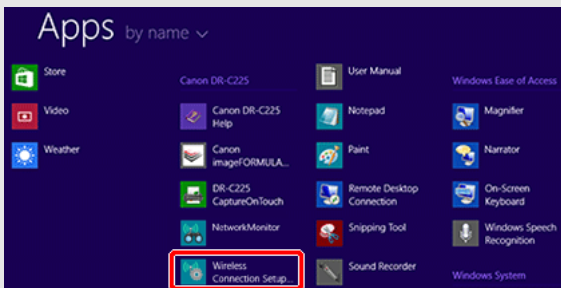 Apps by name
Store
Video
Weather
Canon DR-C225
Canon DR-C225
Help
Canon
imageFORMULA...
DR-C225
CaptureOnTouch
NetworkMonitor
Wireless
Connection Setup...
User Manual
Notepad
Paint
Remote Desktop
Connection
Snipping Tool
Sound Recorder
Windows Ease of Access
Magnifier
Narrator
On-Screen
Keyboard
Windows Speech
Recognition
Windows System